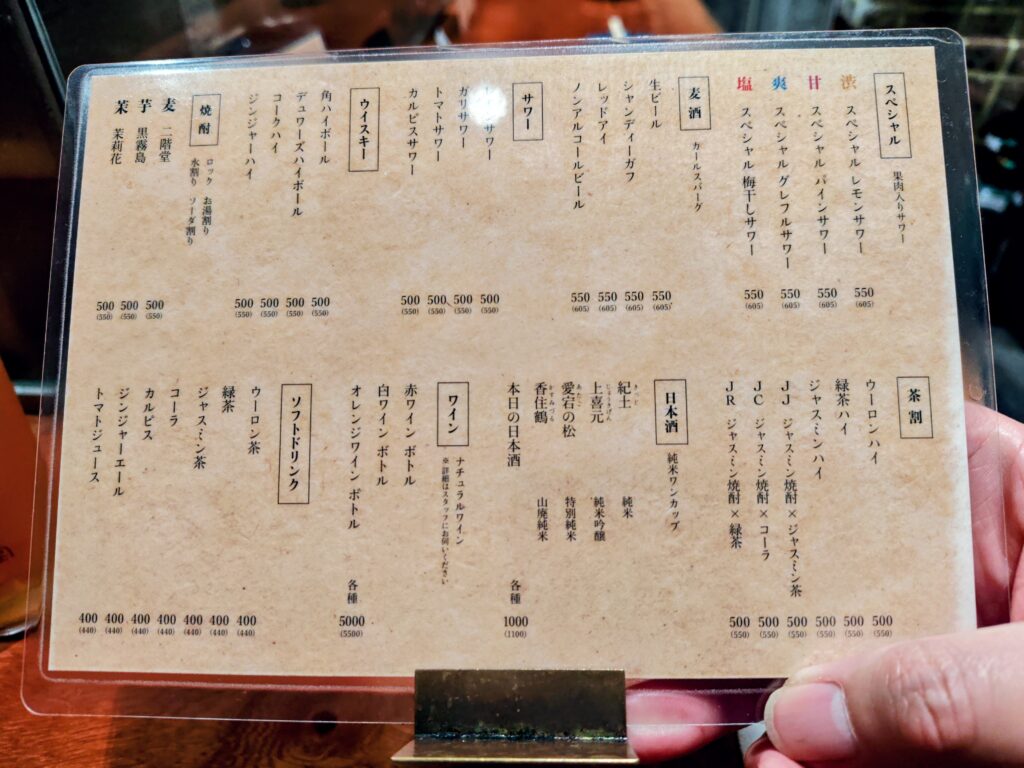 スペシャル 果肉入りサワー
渋 スペシャル レモンサワー 550 (605)
甘 スペシャル パインサワー 550 (605)
爽 スペシャル グレフルサワー 550 (605)
塩 スペシャル 梅干しサワー 550 (605)
麦酒 カールスバーグ
生ビール 550 (605)
シャンディーガフ 550 (605)
レッドアイ 550 (605)
ノンアルコールビール 550 (605)
サワー
サワー 500 (550)
ガリサワー 500 (550)
トマトサワー 500 (550)
カルピスサワー 500 (550)
ウイスキー
角ハイボール 500 (550)
デュワーズハイボール 500 (550)
コークハイ 500 (550)
ジンジャーハイ 500 (550)
焼酎 ロック お湯割り
水割り ソーダ割り
麦 二階堂 500 (550)
芋 黒霧島 500 (550)
茉 茉莉花 500 (550)
茶割
ウーロンハイ 500 (550)
緑茶ハイ 500 (550)
ジャスミンハイ 500 (550)
JJ ジャスミン焼酎×ジャスミン茶 500 (550)
JC ジャスミン焼酎×コーラ 500 (550)
JR ジャスミン焼酎×緑茶 500 (550)
日本酒 純米ワンカップ
紀土 きっど 純米
上喜元 じょうきげん 純米吟醸
愛宕の松 あたご 特別純米
香住鶴 かすみづる 山廃純米
本日の日本酒 各種 1000 (1100)
ワイン ナチュラルワイン
※詳細はスタッフにお伺いください
赤ワイン ボトル
白ワイン ボトル
オレンジワイン ボトル 各種 5000 (5500)
ソフトドリンク
ウーロン茶 400 (440)
緑茶 400 (440)
ジャスミン茶 400 (440)
コーラ 400 (440)
カルピス 400 (440)
ジンジャーエール 400 (440)
トマトジュース 400 (440)